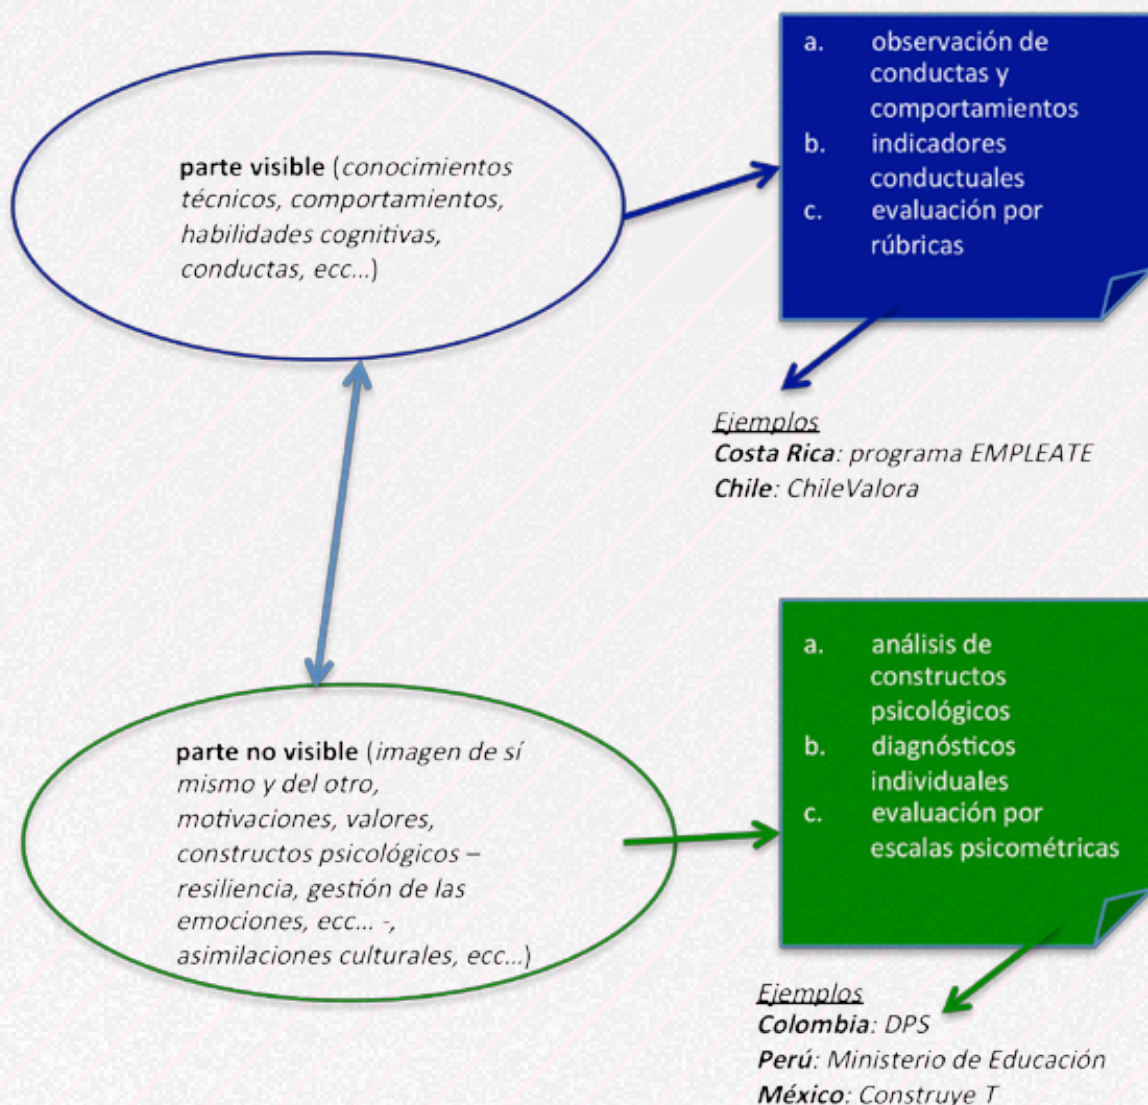 parte visible (conocimientos
técnicos, comportamientos,
habilidades cognitivas,
conductas, ecc...)
a. observación de
conductas y
comportamientos
b. indicadores
conductuales
c. evaluación por
rúbricas
Ejemplos
Costa Rica: programa EMPLEATE
Chile: ChileValora
parte no visible (imagen de sí
mismo y del otro,
motivaciones, valores,
constructos psicológicos –
resiliencia, gestión de las
emociones, ecc... -,
asimilaciones culturales, ecc...)
a. análisis de
constructos
psicológicos
b. diagnósticos
individuales
c. evaluación por
escalas psicométricas
Ejemplos
Colombia: DPS
Perú: Ministerio de Educación
México: Construye T